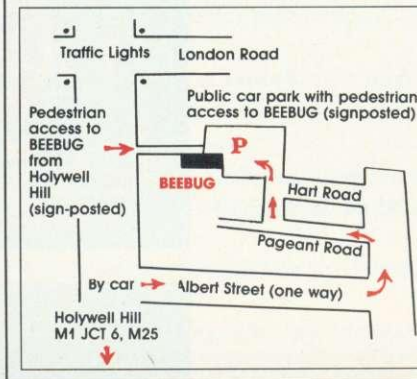 Traffic Lights London Road
Public car park with pedestrian
access to BEEBUG (signposted)
Pedestrian
access to
BEEBUG
from
Holywell
Hill
(sign-posted)
P
BEEBUG
Hart Road
Pageant Road
By car
Albert Street (one way)
Holywell Hill
M1 JCT 6, M25